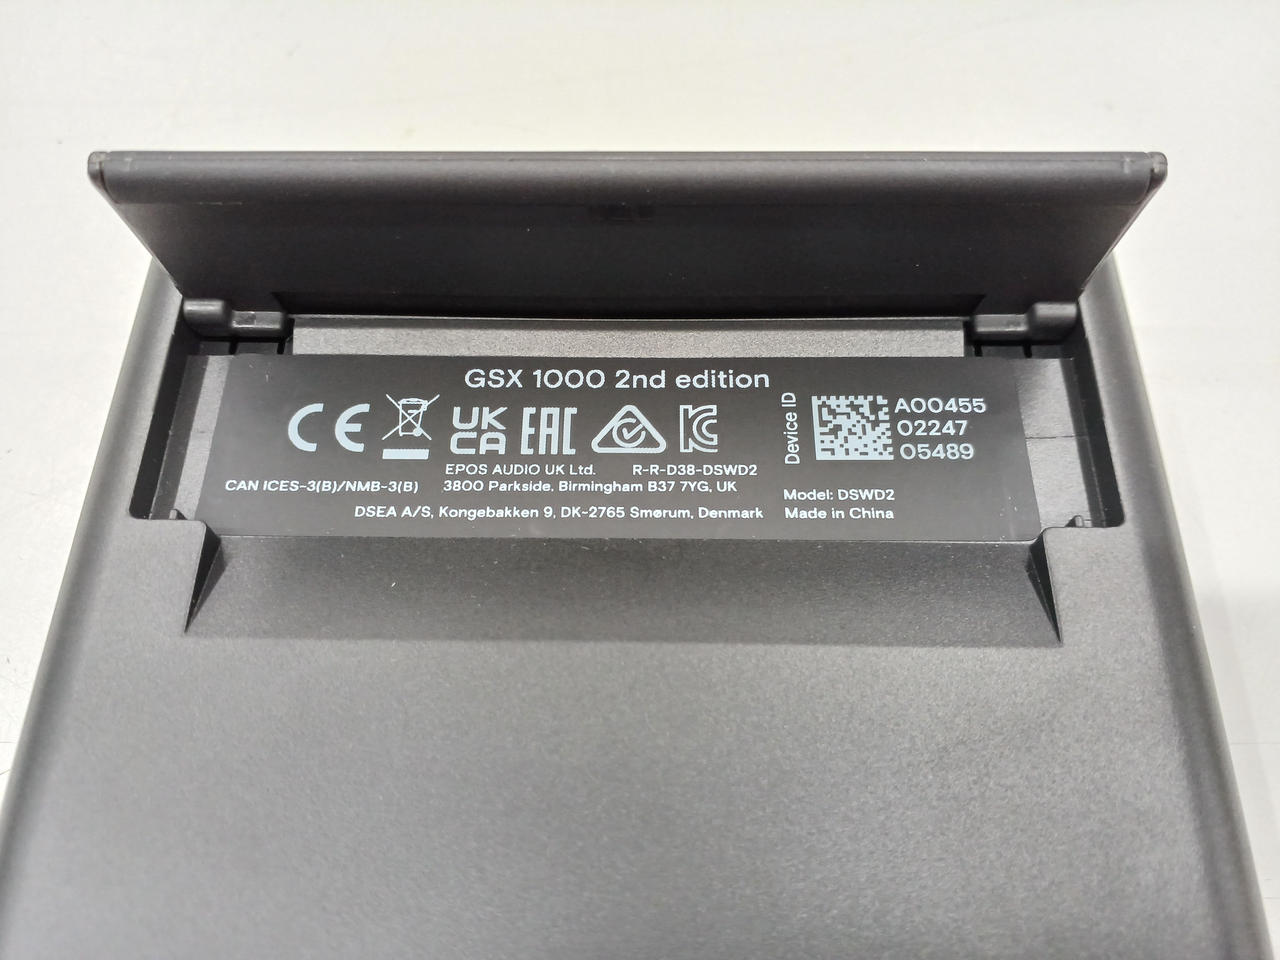 GSX 1000 2nd edition
CE UK CA EAC KC
EPOS AUDIO UK Ltd. R-R-D38-DSWD2
CAN ICES-3(B)/NMB-3(B) 3800 Parkside, Birmingham B37 7YG, UK
DSEA A/S, Kongebakken 9, DK-2765 Smørum, Denmark
Device ID
A00455
02247
05489
Model: DSWD2
Made in China